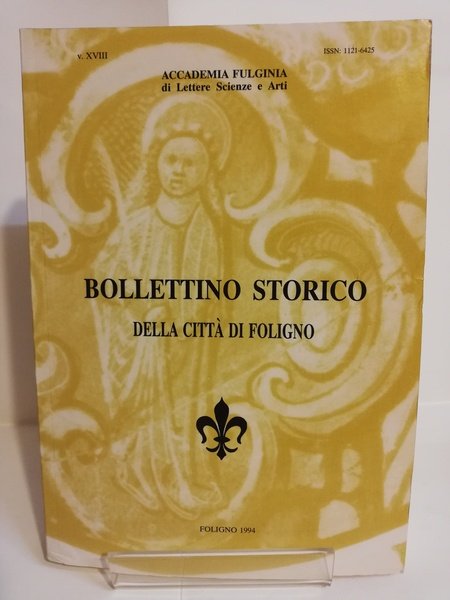 v. XVIII
ISSN: 1121-6425
ACCADEMIA FULGINIA
di Lettere Scienze e Arti
BOLLETTINO STORICO
DELLA CITTÀ DI FOLIGNO
FOLIGNO 1994